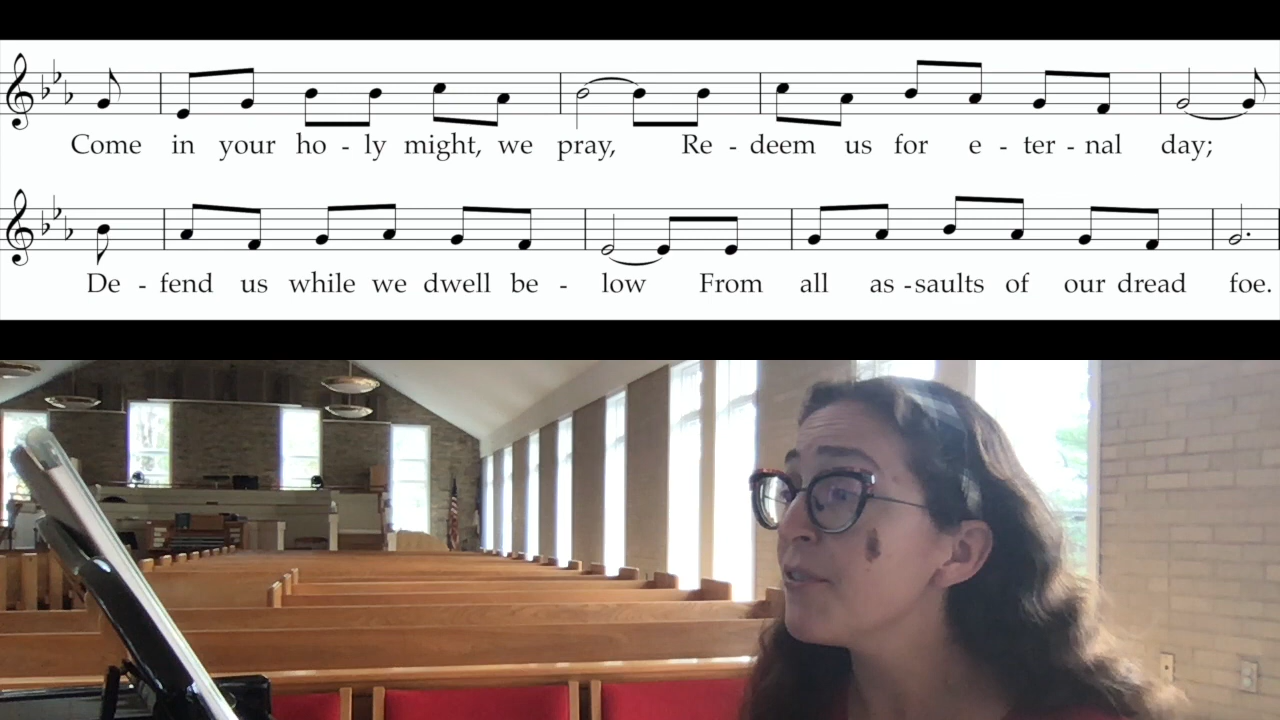 Come in your ho - ly might, we pray, Re - deem us for e - ter - nal day;
De - fend us while we dwell be - low From all as - saults of our dread foe.